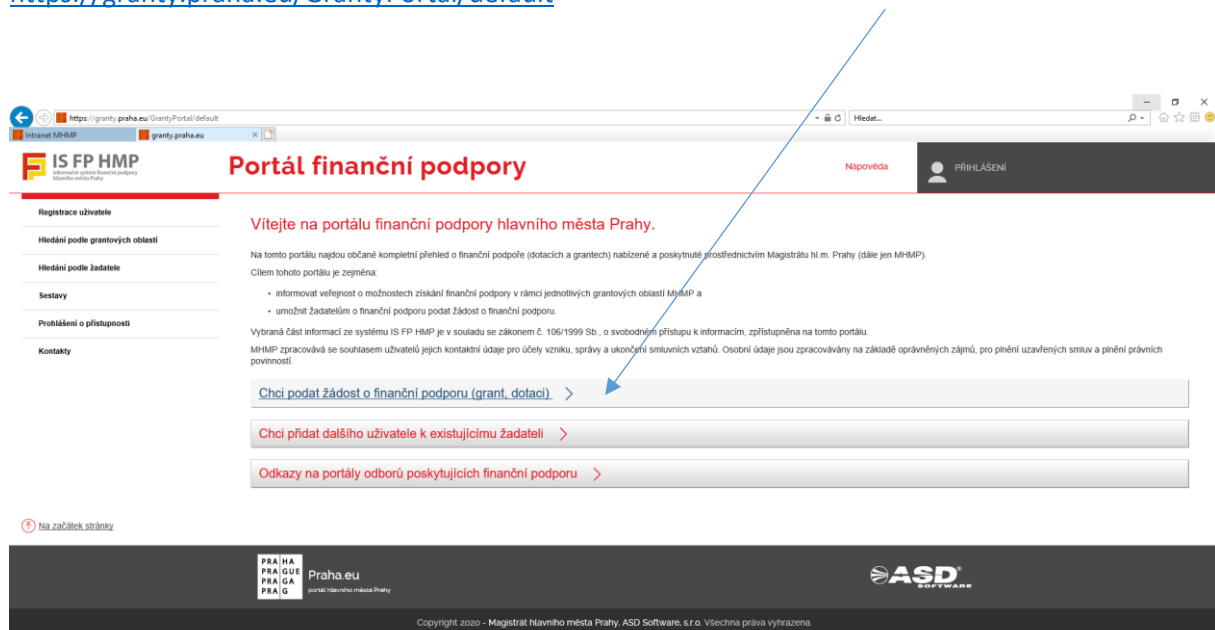 https://granty.praha.eu/GrantyPortal/default
https://granty.praha.eu/GrantyPortal/default
Hledat...
Intranet MHMP
granty.praha.eu
IS FP HMP
Informační systém finanční podpory
hlavního města Prahy
Portál finanční podpory
Nápověda
PŘIHLÁŠENÍ
Registrace uživatele
Hledání podle grantových oblastí
Hledání podle žadatele
Sestavy
Prohlášení o přístupnosti
Kontakty
Vítejte na portálu finanční podpory hlavního města Prahy.
Na tomto portálu najdou občané kompletní přehled o finanční podpoře (dotacích a grantech) nabízené a poskytnuté prostřednictvím Magistrátu hl.m. Prahy (dále jen MHMP).
Cílem tohoto portálu je zejména:
• informovat veřejnost o možnostech získání finanční podpory v rámci jednotlivých grantových oblastí MHMP a
• umožnit žadatelům o finanční podporu podat žádost o finanční podporu.
Vybraná část informací ze systému IS FP HMP je v souladu se zákonem č. 106/1999 Sb., o svobodném přístupu k informacím, zpřístupněna na tomto portálu.
MHMP zpracovává se souhlasem uživatelů jejich kontaktní údaje pro účely vzniku, správy a ukončení smluvních vztahů. Osobní údaje jsou zpracovávány na základě oprávněných zájmů, pro plnění uzavřených smluv a plnění právních
povinností.
Chci podat žádost o finanční podporu (grant, dotaci)
Chci přidat dalšího uživatele k existujícímu žadateli
Odkazy na portály odborů poskytujících finanční podporu
Na začátek stránky
PRA HA
PRA GUE
PRA GA
PRA G
Praha.eu
portál hlavního města Prahy
ASD
SOFTWARE
Copyright 2020 - Magistrát hlavního města Prahy, ASD Software, s.r.o. Všechna práva vyhrazena.